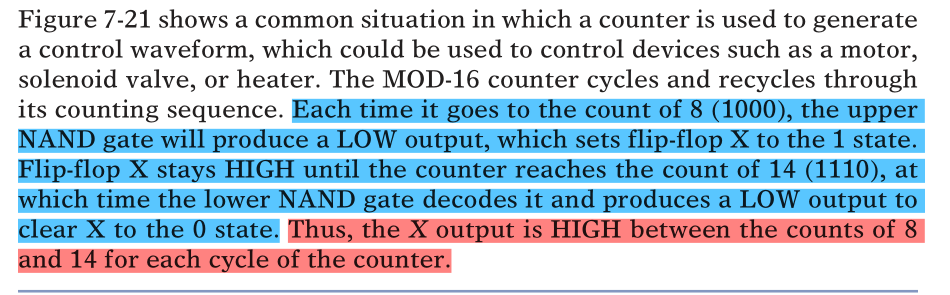 Figure 7-21 shows a common situation in which a counter is used to generate
a control waveform, which could be used to control devices such as a motor,
solenoid valve, or heater. The MOD-16 counter cycles and recycles through
its counting sequence. Each time it goes to the count of 8 (1000), the upper
NAND gate will produce a LOW output, which sets flip-flop X to the 1 state.
Flip-flop X stays HIGH until the counter reaches the count of 14 (1110), at
which time the lower NAND gate decodes it and produces a LOW output to
clear X to the 0 state. Thus, the X output is HIGH between the counts of 8
and 14 for each cycle of the counter.